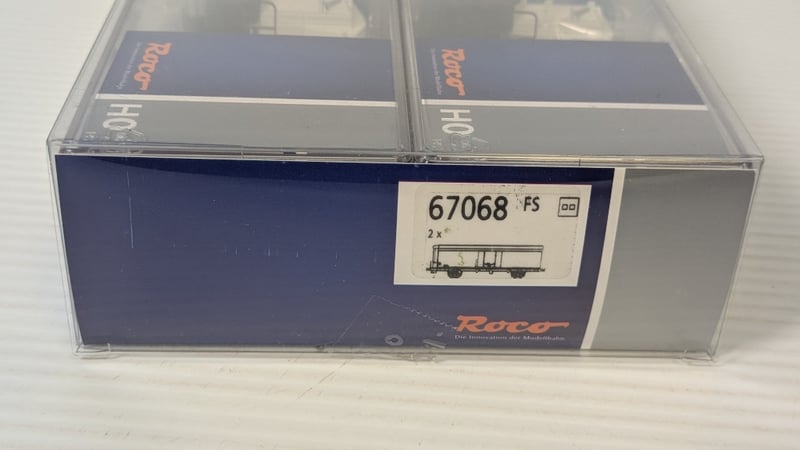 Roco
Roco
HO
HO
67068 FS
2 x
Roco
Die Innovation der Modellbahn